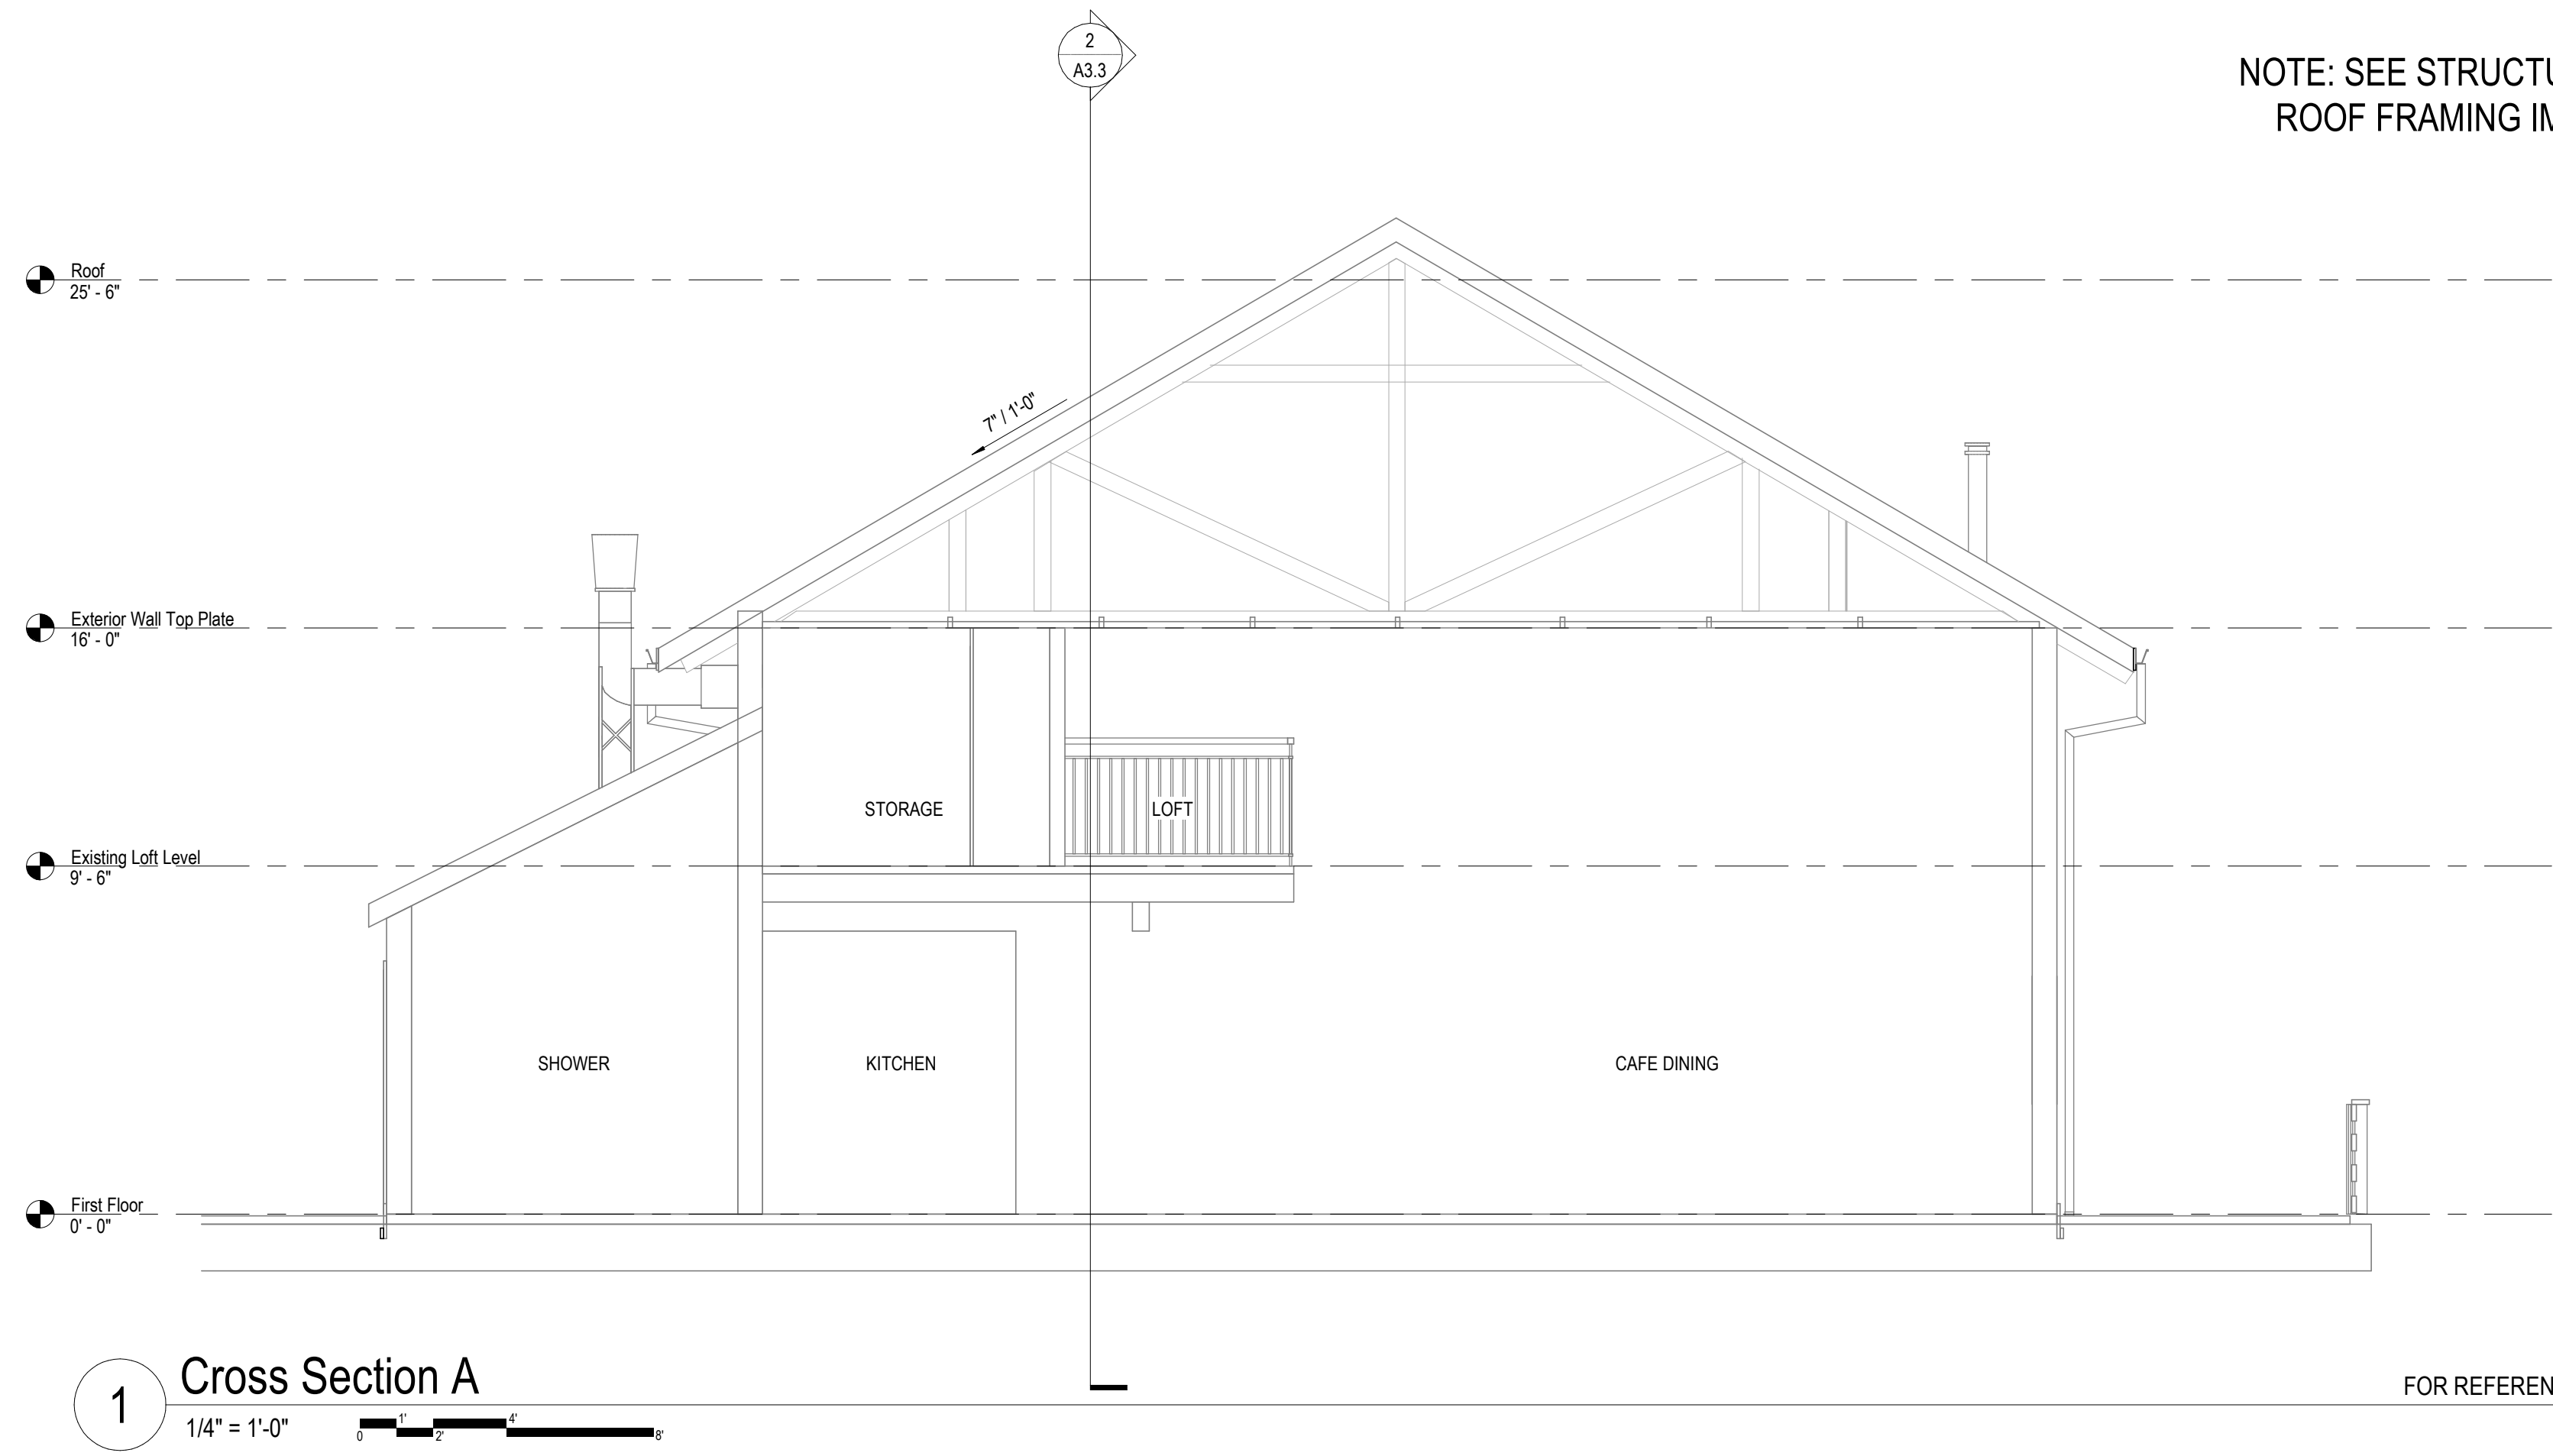 2
A3.3
NOTE: SEE STRUCTU
ROOF FRAMING IM
Roof
25' - 6"
7" / 1'-0"
Exterior Wall Top Plate
16' - 0"
STORAGE
LOFT
Existing Loft Level
9' - 6"
SHOWER
KITCHEN
CAFE DINING
First Floor
0' - 0"
1
Cross Section A
1/4" = 1'-0"
0 1' 2' 4' 8'
FOR REFEREN